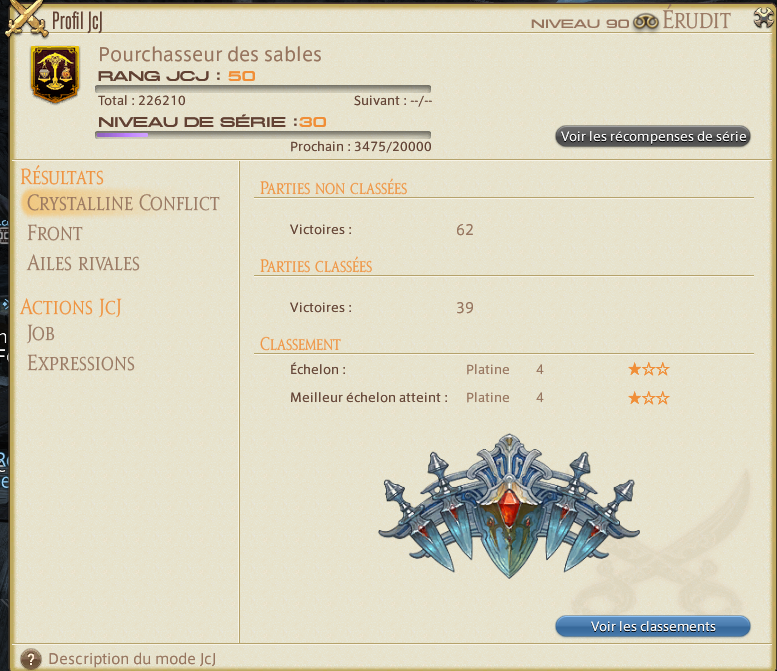 Profil JcJ
NIVEAU 90 ÉRUDIT
Pourchasseur des sables
RANG JCJ : 50
Total : 226210 Suivant : --/--
NIVEAU DE SÉRIE :30
Prochain : 3475/20000
Voir les récompenses de série
RÉSULTATS
CRYSTALLINE CONFLICT
FRONT
AILES RIVALES
ACTIONS JCJ
JOB
EXPRESSIONS
PARTIES NON CLASSÉES
Victoires : 62
PARTIES CLASSÉES
Victoires : 39
CLASSEMENT
Échelon : Platine 4 ★☆☆
Meilleur échelon atteint : Platine 4 ★☆☆
Voir les classements
? Description du mode JcJ